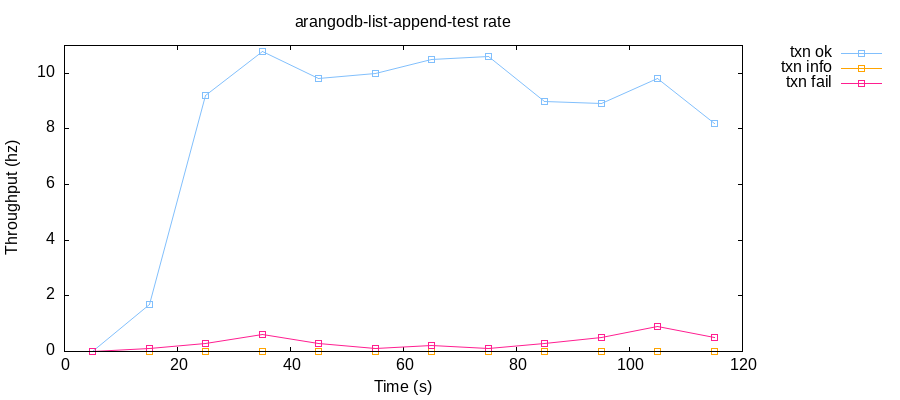 arangodb-list-append-test rate
txn ok
txn info
txn fail
Throughput (hz)
10
8
6
4
2
0
0 20 40 60 80 100 120
Time (s)